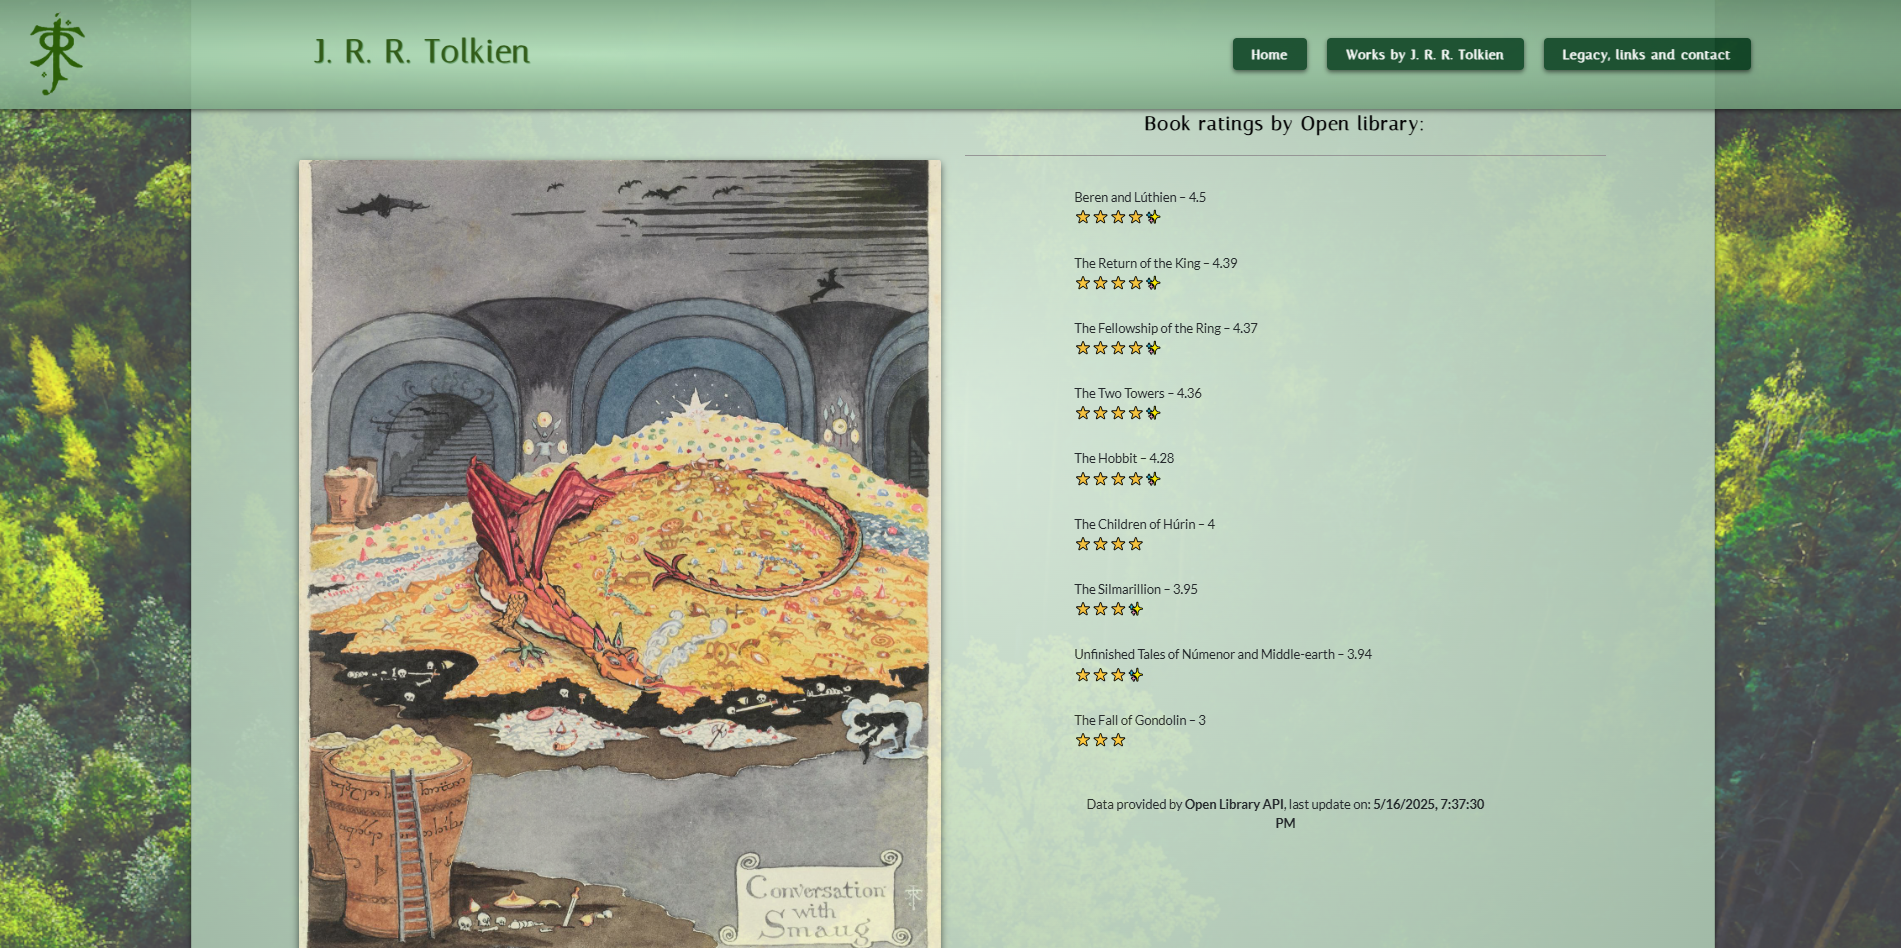 J. R. R. Tolkien
Home
Works by J. R. R. Tolkien
Legacy, links and contact
Book ratings by Open library:
Beren and Lúthien – 4.5
The Return of the King – 4.39
The Fellowship of the Ring – 4.37
The Two Towers – 4.36
The Hobbit – 4.28
The Children of Húrin – 4
The Silmarillion – 3.95
Unfinished Tales of Númenor and Middle-earth – 3.94
The Fall of Gondolin – 3
Data provided by Open Library API, last update on: 5/16/2025, 7:37:30
PM
Conversation
with
Smaug